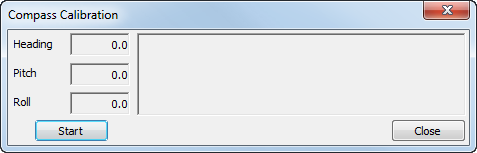 Compass Calibration
Heading 0.0
Pitch 0.0
Roll 0.0
Start Close